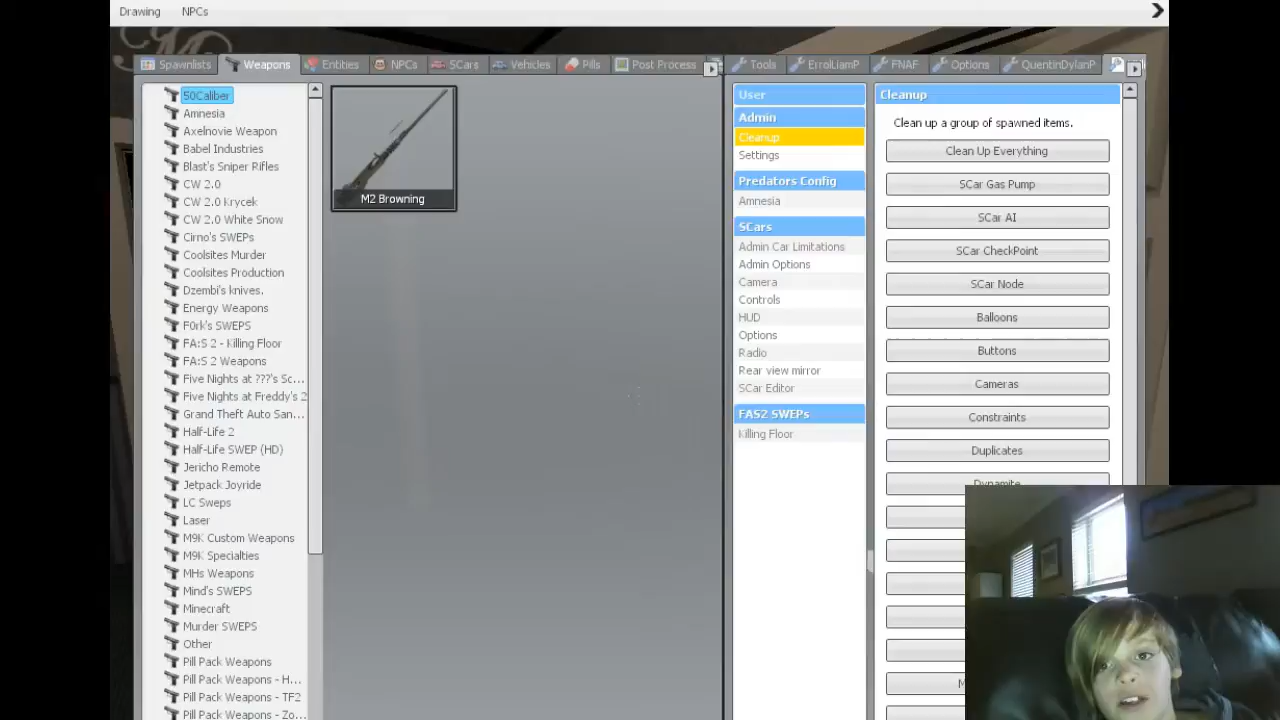 Drawing NPCs
Spawnlists Weapons Entities NPCs SCars Vehicles Pills Post Process
Tools ErrolLiamP FNAF Options QuentinDylanP
50Caliber
Amnesia
Axelnovie Weapon
Babel Industries
Blast's Sniper Rifles
CW 2.0
CW 2.0 Krycek
CW 2.0 White Snow
Cirno's SWEPs
Coolsites Murder
Coolsites Production
Dzembi's knives.
Energy Weapons
F0rk's SWEPS
FA:S 2 - Killing Floor
FA:S 2 Weapons
Five Nights at ???'s Sc...
Five Nights at Freddy's 2
Grand Theft Auto San...
Half-Life 2
Half-Life SWEP (HD)
Jericho Remote
Jetpack Joyride
LC Sweps
Laser
M9K Custom Weapons
M9K Specialties
MHs Weapons
Mind's SWEPS
Minecraft
Murder SWEPS
Other
Pill Pack Weapons
Pill Pack Weapons - H...
Pill Pack Weapons - TF2
Pill Pack Weapons - Zo...
M2 Browning
User
Admin
Cleanup
Settings
Predators Config
Amnesia
SCars
Admin Car Limitations
Admin Options
Camera
Controls
HUD
Options
Radio
Rear view mirror
SCar Editor
FAS2 SWEPs
Killing Floor
Cleanup
Clean up a group of spawned items.
Clean Up Everything
SCar Gas Pump
SCar AI
SCar CheckPoint
SCar Node
Balloons
Buttons
Cameras
Constraints
Duplicates
Dynamite